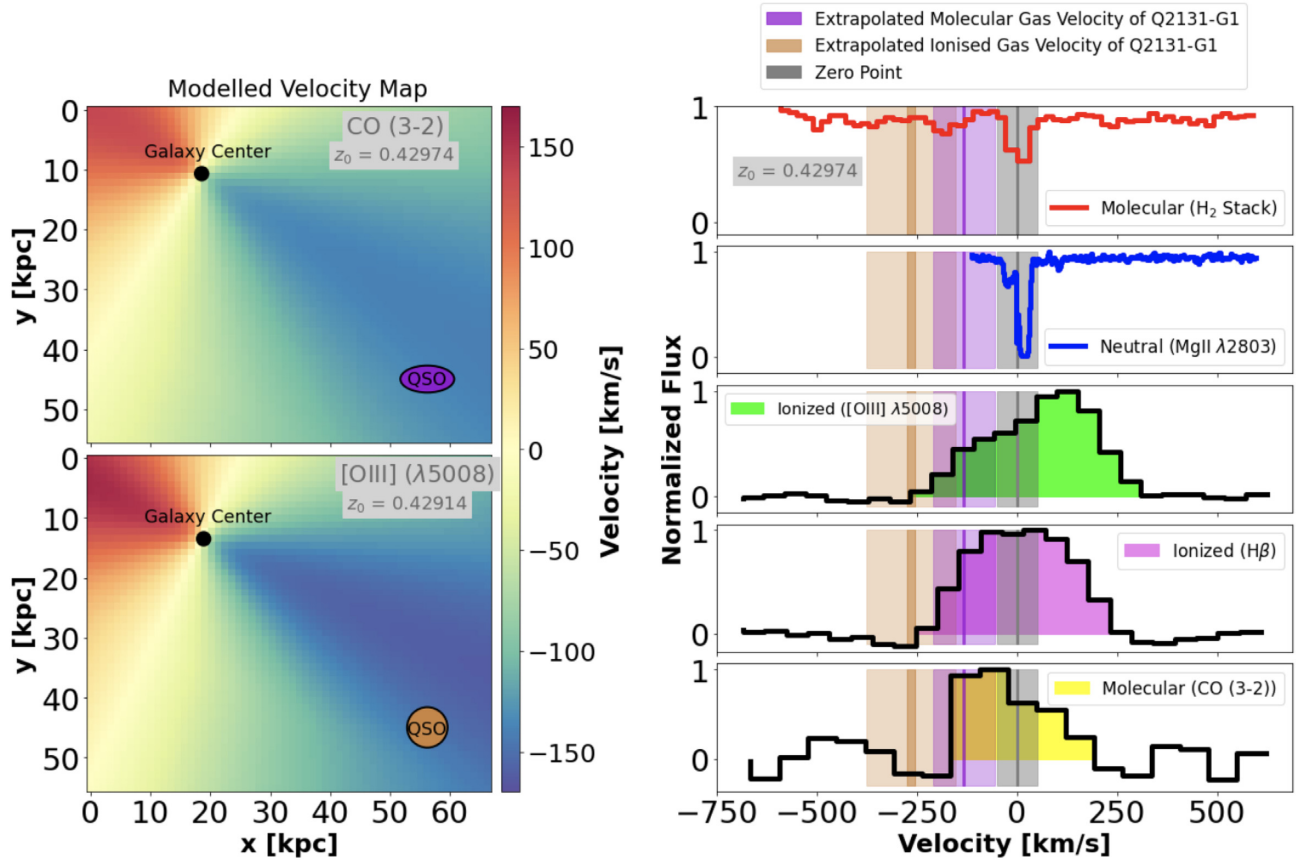 Modelled Velocity Map
0
10
20
30
40
50
y [kpc]
CO (3-2)
z₀ = 0.42974
Galaxy Center
QSO
0
10
20
30
40
50
y [kpc]
[OIII] (λ5008)
z₀ = 0.42914
Galaxy Center
QSO
0 10 20 30 40 50 60
x [kpc]
150
100
50
0
−50
−100
−150
Velocity [km/s]
Extrapolated Molecular Gas Velocity of Q2131-G1
Extrapolated Ionised Gas Velocity of Q2131-G1
Zero Point
Normalized Flux
1
0
z₀ = 0.42974
Molecular (H₂ Stack)
1
0
Neutral (MgII λ2803)
1
0
Ionized ([OIII] λ5008)
1
0
Ionized (Hβ)
1
0
Molecular (CO (3-2))
−750 −500 −250 0 250 500
Velocity [km/s]